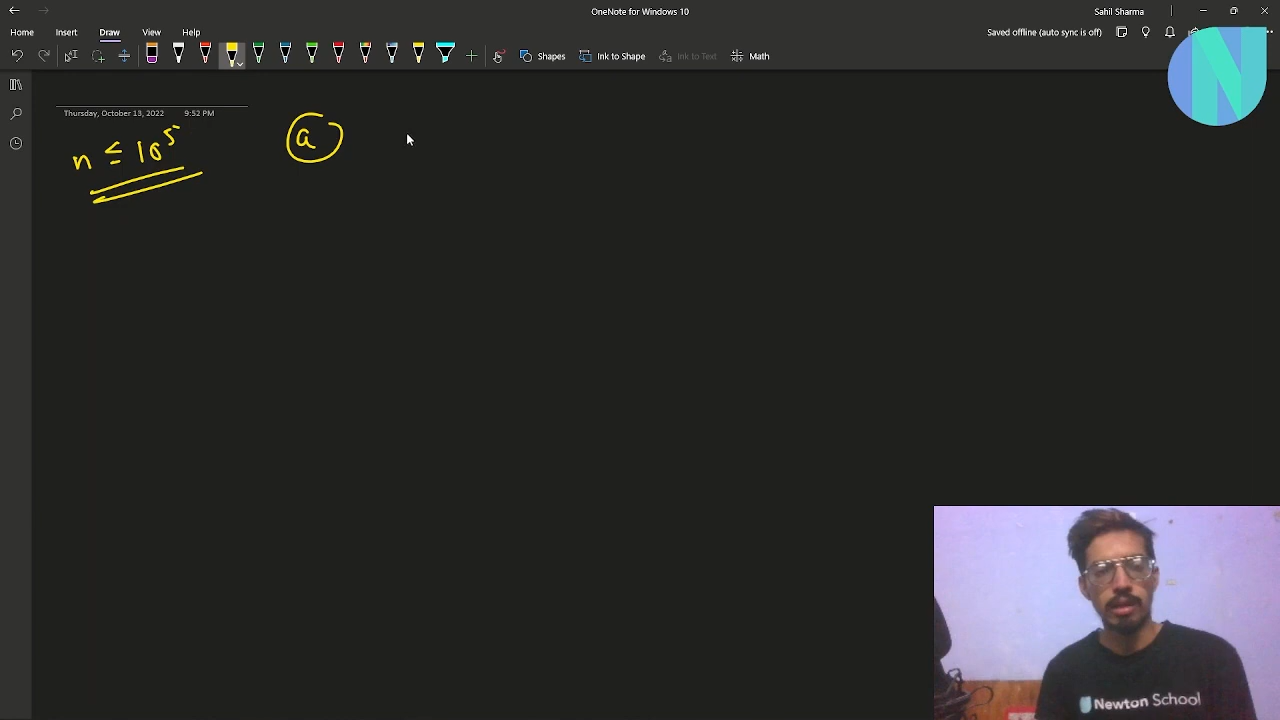 OneNote for Windows 10
Sahil Sharma
Home Insert Draw View Help
Saved offline (auto sync is off)
Shapes Ink to Shape Ink to Text Math
Thursday, October 13, 2022 9:52 PM
n ≤ 10⁵
a
N
Newton School